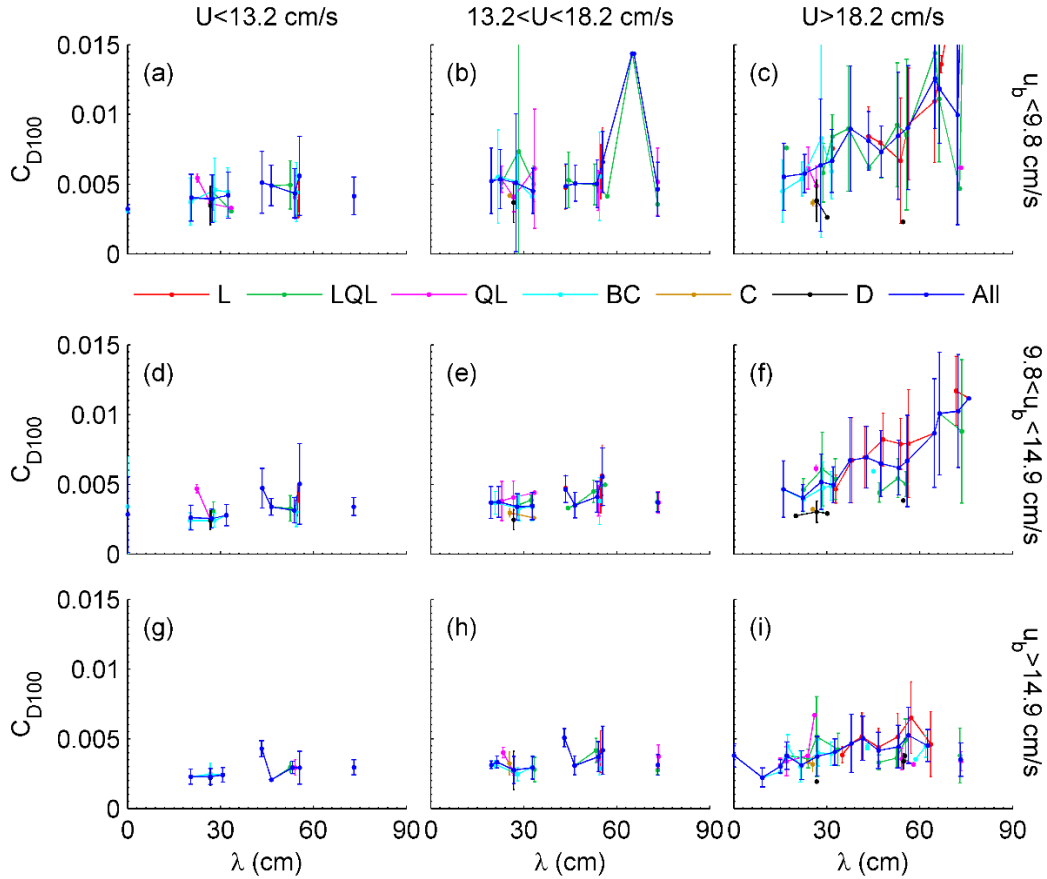 U<13.2 cm/s 13.2<U<18.2 cm/s U>18.2 cm/s
0.015 (a) (b) (c)
0.01
C_D100
0.005
0
u_b<9.8 cm/s
L LQL QL BC C D All
0.015 (d) (e) (f)
0.01
C_D100
0.005
0
9.8<u_b<14.9 cm/s
0.015 (g) (h) (i)
0.01
C_D100
0.005
0
u_b>14.9 cm/s
0 30 60 90 0 30 60 90 0 30 60 90
λ (cm) λ (cm) λ (cm)